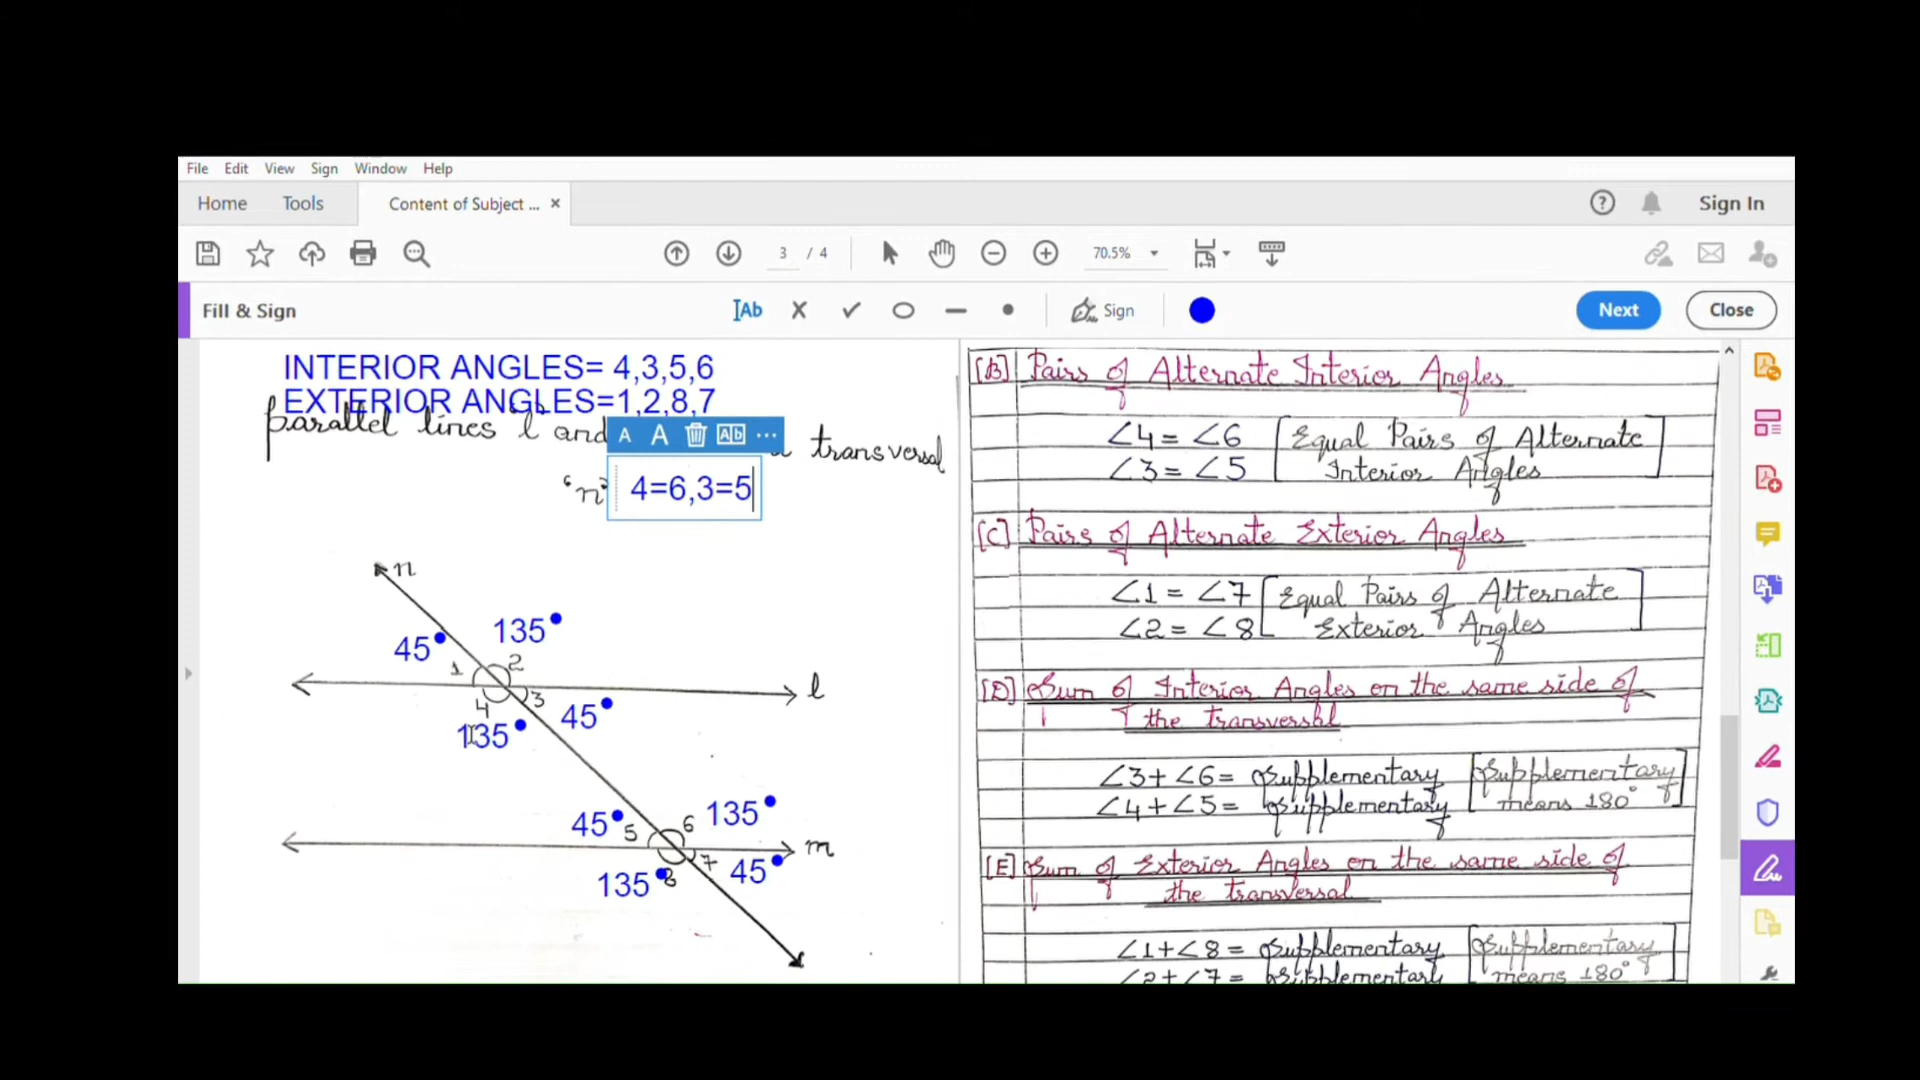 File Edit View Sign Window Help
Home Tools Content of Subject ... × ? Sign In
3 / 4 70.5%
Fill & Sign Ab Sign Next Close
INTERIOR ANGLES= 4,3,5,6
EXTERIOR ANGLES=1,2,8,7
parallel lines 'l' and transversal
A A Ab ...
'n' 4=6,3=5
n
45 135
1 2
l
4 3
135 45
45 5 6 135
m
135 8 7 45
[B] Pairs of Alternate Interior Angles
∠4 = ∠6 [Equal Pairs of Alternate
∠3 = ∠5 Interior Angles]
[C] Pairs of Alternate Exterior Angles
∠1 = ∠7 [Equal Pairs of Alternate
∠2 = ∠8 Exterior Angles]
[D] Sum of Interior Angles on the same side of
the transversal
∠3+ ∠6= Supplementary [Supplementary
∠4+∠5= Supplementary means 180°]
[E] Sum of Exterior Angles on the same side of
the transversal
∠1+∠8 = Supplementary [Supplementary
∠2+∠7 = Supplementary means 180°]